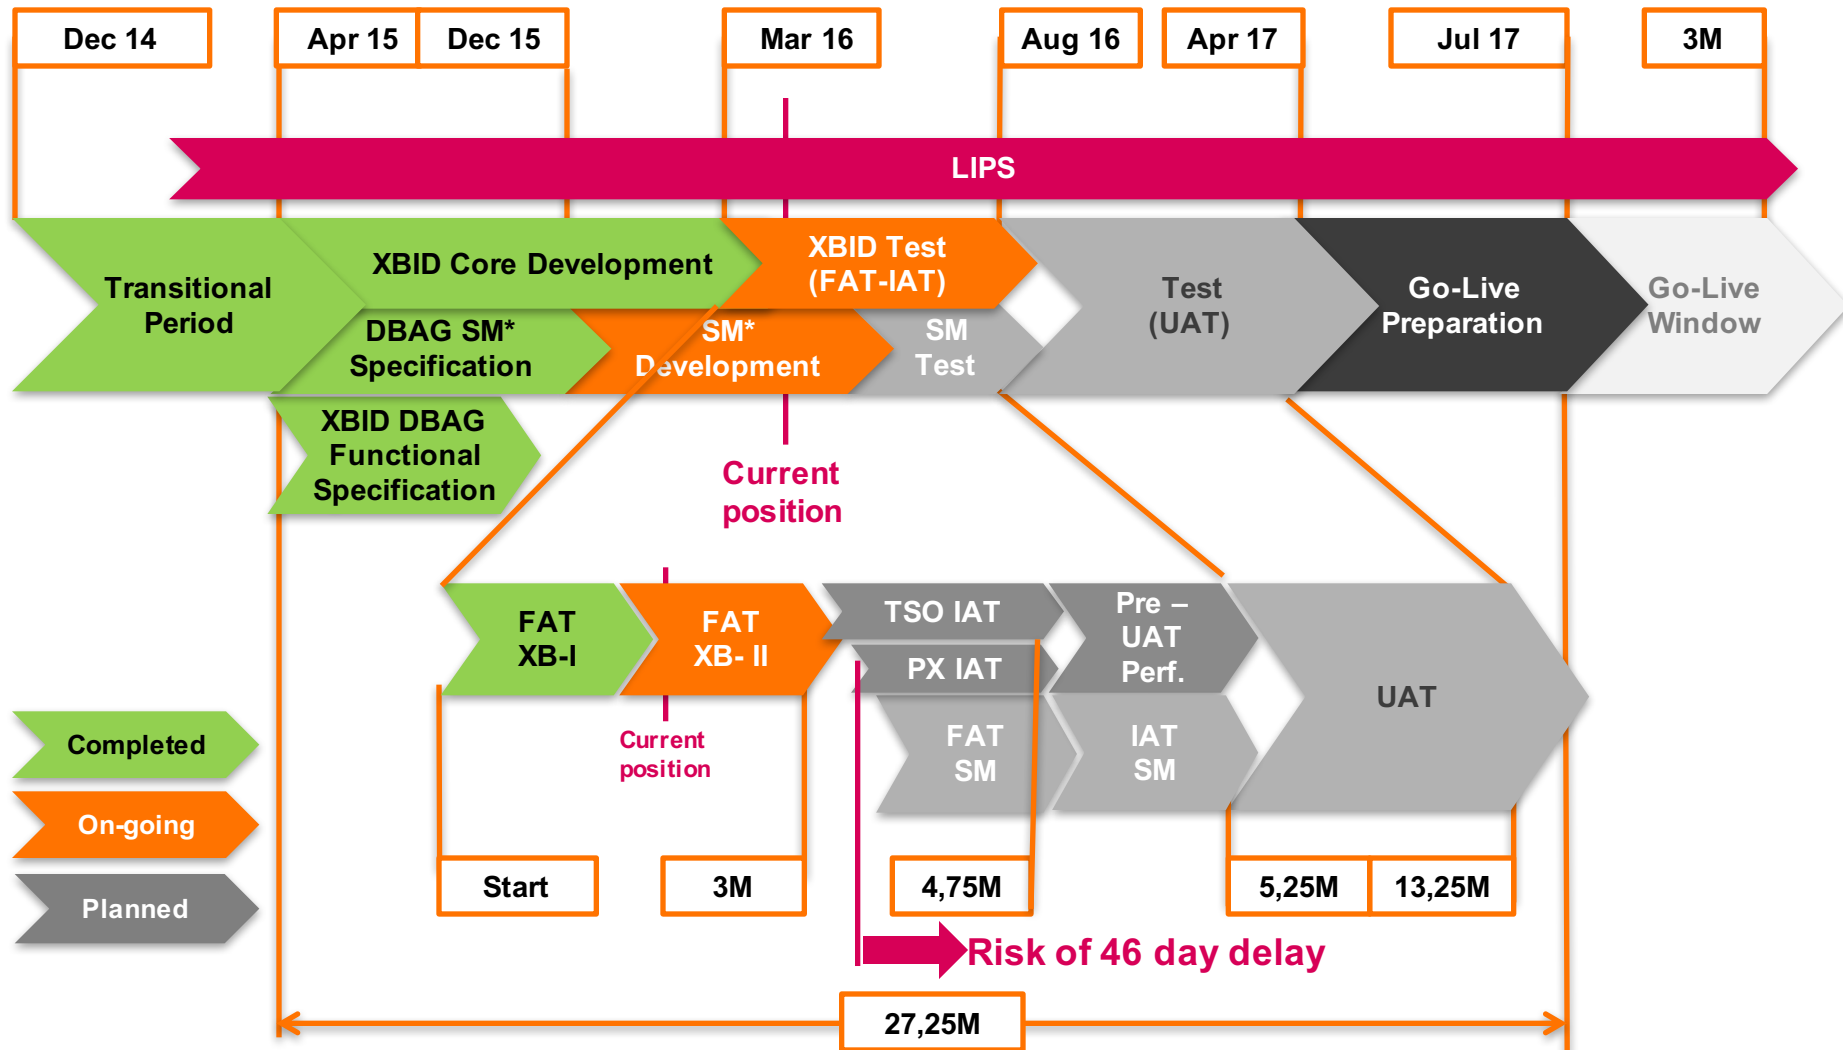 Dec 14
Apr 15
Dec 15
Mar 16
Aug 16
Apr 17
Jul 17
3M
LIPS
Transitional
Period
XBID Core Development
XBID Test
(FAT-IAT)
DBAG SM*
Specification
SM*
Development
SM
Test
Test
(UAT)
Go-Live
Preparation
Go-Live
Window
XBID DBAG
Functional
Specification
Current
position
FAT
XB-I
FAT
XB- II
TSO IAT
PX IAT
Pre –
UAT
Perf.
FAT
SM
IAT
SM
UAT
Current
position
Completed
On-going
Planned
Start
3M
4,75M
5,25M
13,25M
Risk of 46 day delay
27,25M